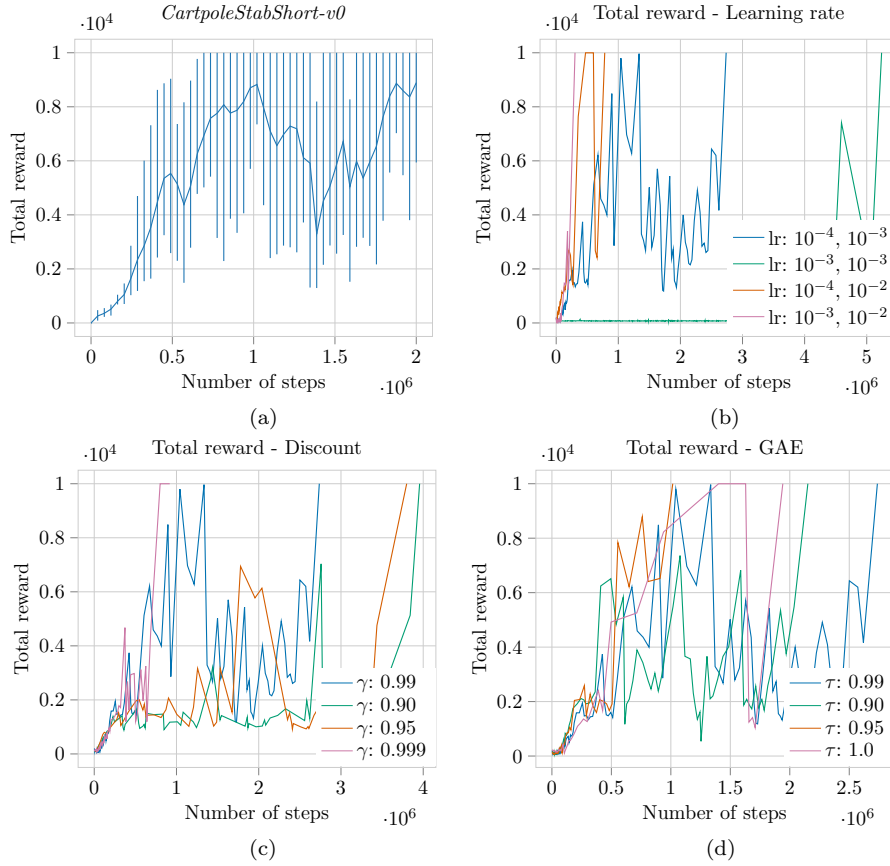 CartpoleStabShort-v0
·10⁴
1
0.8
0.6
0.4
0.2
0
Total reward
0 0.5 1 1.5 2
Number of steps
·10⁶
(a)
Total reward - Learning rate
·10⁴
1
0.8
0.6
0.4
0.2
0
Total reward
lr: 10⁻⁴, 10⁻³
lr: 10⁻³, 10⁻³
lr: 10⁻⁴, 10⁻²
lr: 10⁻³, 10⁻²
0 1 2 3 4 5
Number of steps
·10⁶
(b)
Total reward - Discount
·10⁴
1
0.8
0.6
0.4
0.2
0
Total reward
γ: 0.99
γ: 0.90
γ: 0.95
γ: 0.999
0 1 2 3 4
Number of steps
·10⁶
(c)
Total reward - GAE
·10⁴
1
0.8
0.6
0.4
0.2
0
Total reward
τ: 0.99
τ: 0.90
τ: 0.95
τ: 1.0
0 0.5 1 1.5 2 2.5
Number of steps
·10⁶
(d)